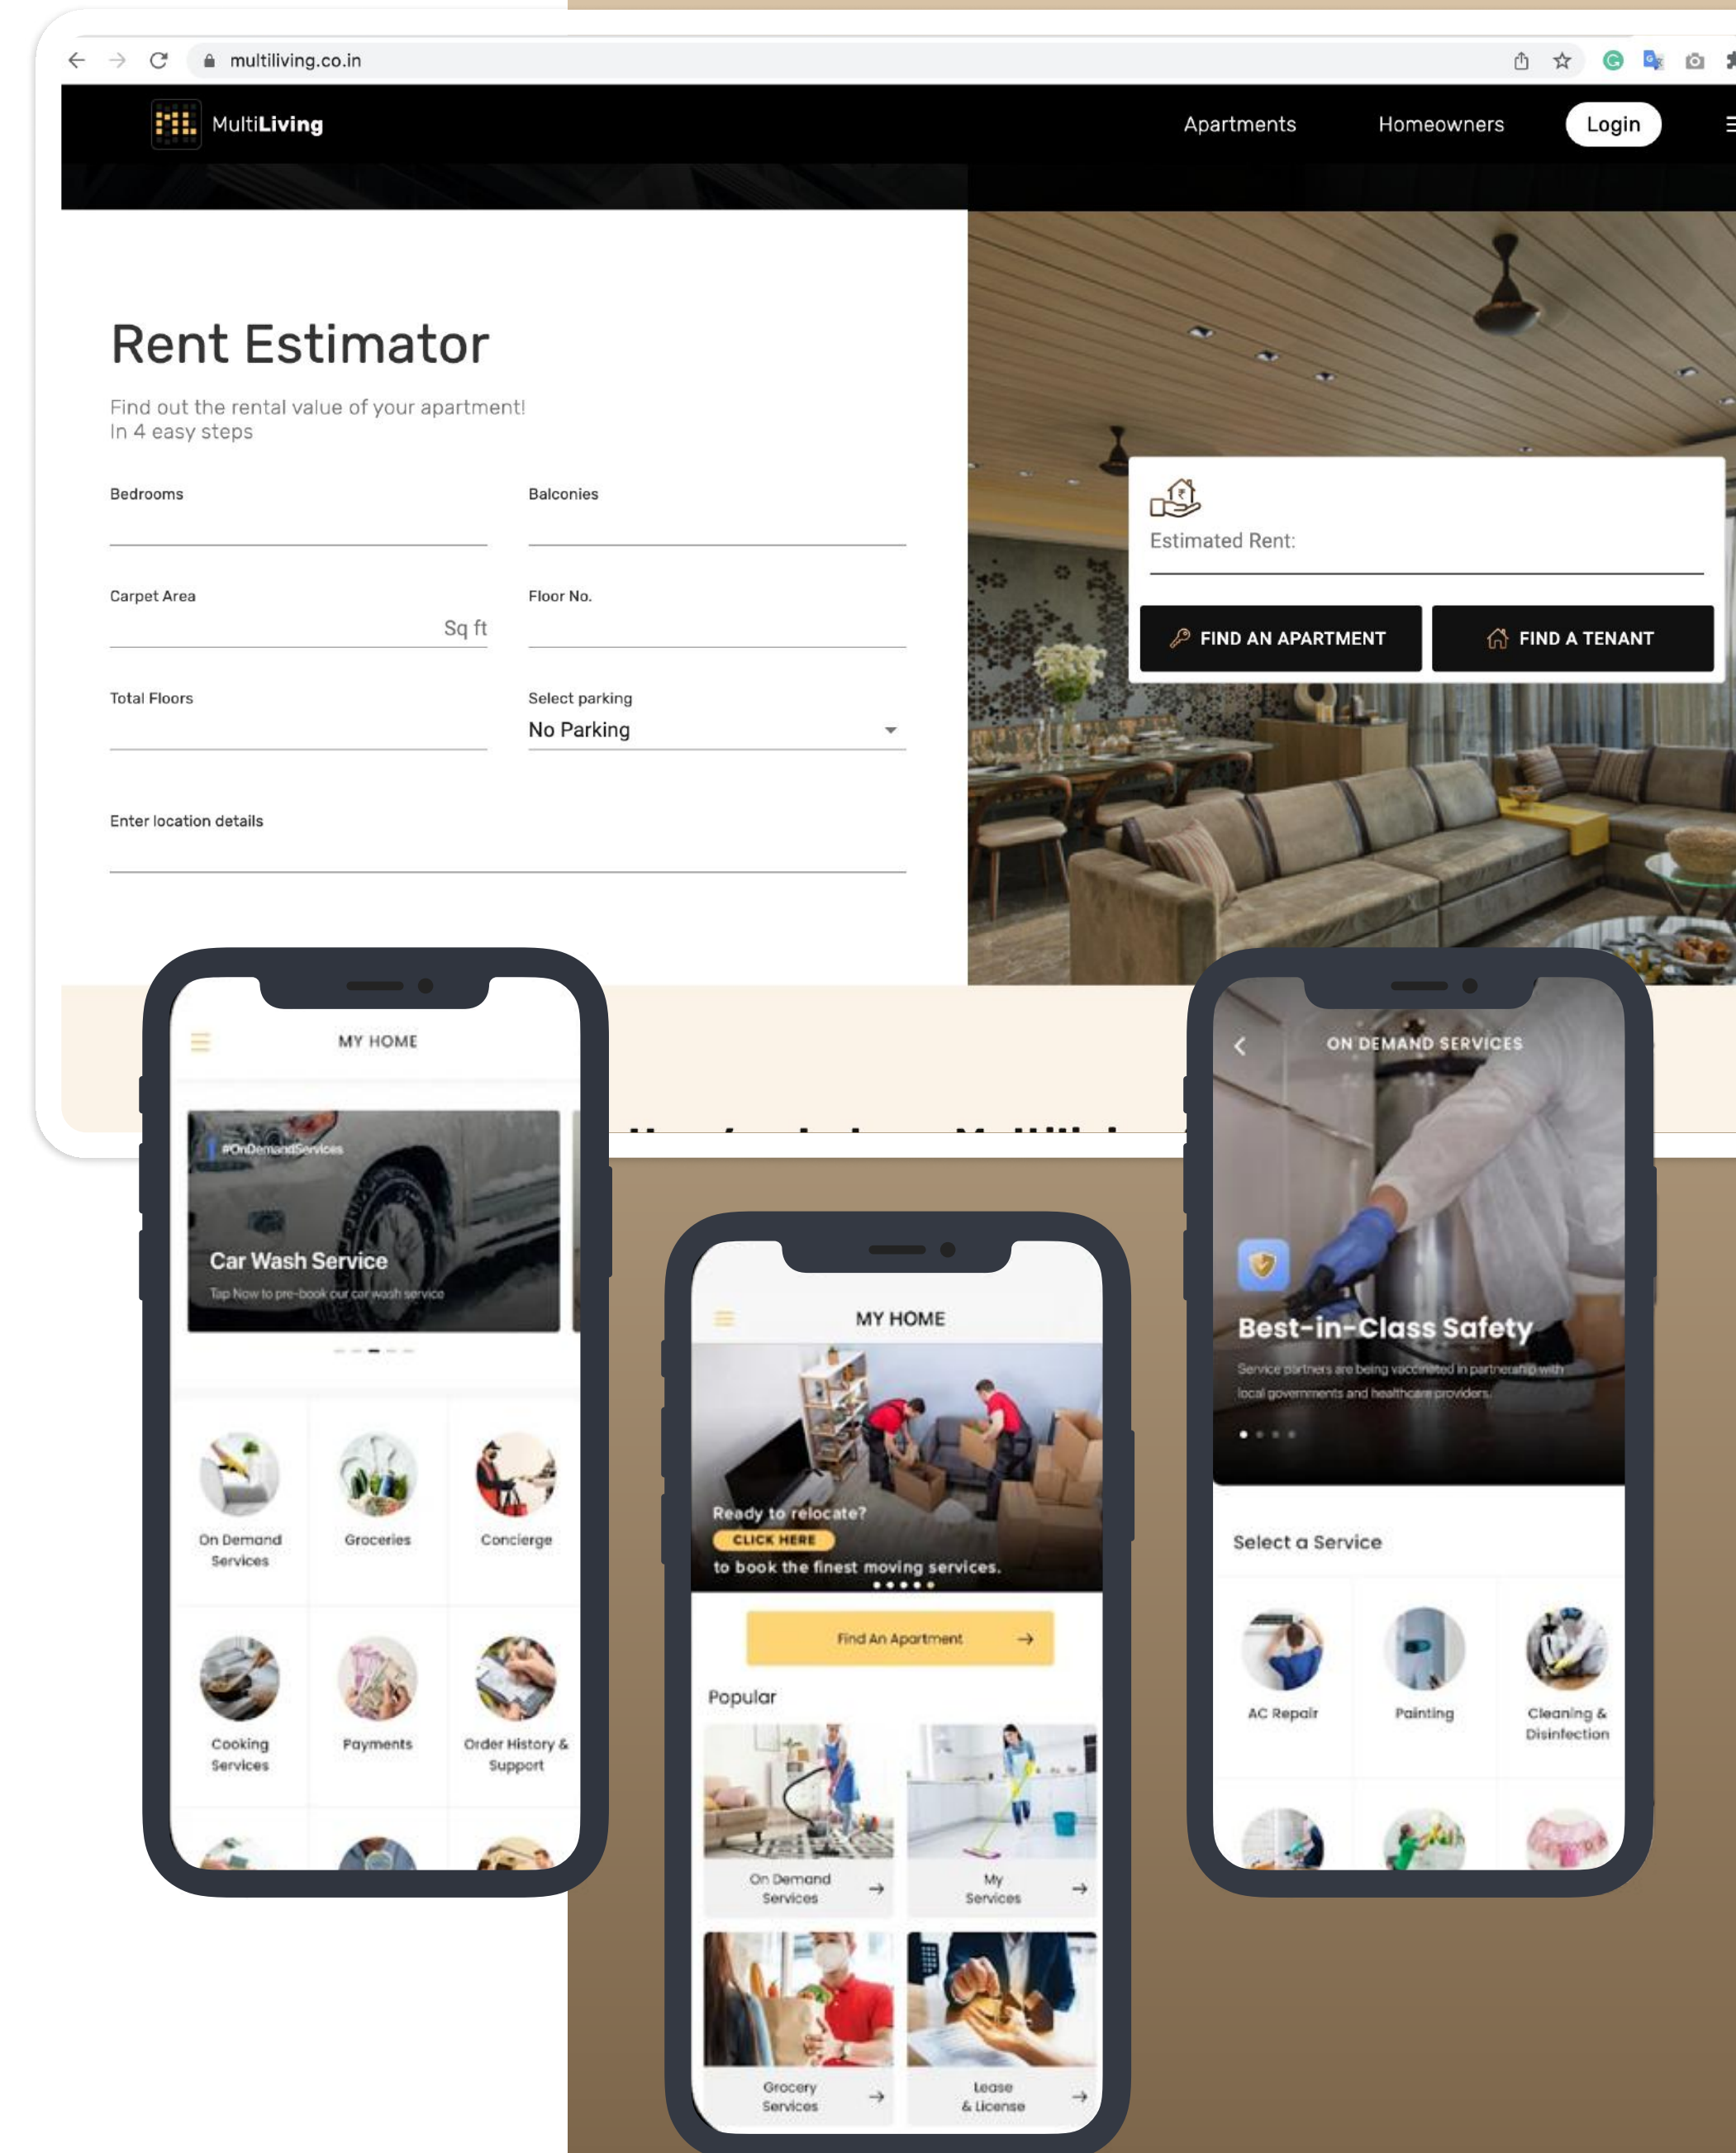 multiliving.co.in
MultiLiving
Apartments
Homeowners
Login
Rent Estimator
Find out the rental value of your apartment!
In 4 easy steps
Bedrooms
Balconies
Carpet Area
Sq ft
Floor No.
Total Floors
Select parking
No Parking
Enter location details
Estimated Rent:
FIND AN APARTMENT
FIND A TENANT
MY HOME
#OnDemandServices
Car Wash Service
Tap Now to pre-book our car wash service
On Demand
Services
Groceries
Concierge
Cooking
Services
Payments
Order History &
Support
MY HOME
Ready to relocate?
CLICK HERE
to book the finest moving services.
Find An Apartment
Popular
On Demand
Services
My
Services
Grocery
Services
Lease
& License
ON DEMAND SERVICES
Best-in-Class Safety
Service partners are being vaccinated in partnership with
local governments and healthcare providers.
Select a Service
AC Repair
Painting
Cleaning &
Disinfection